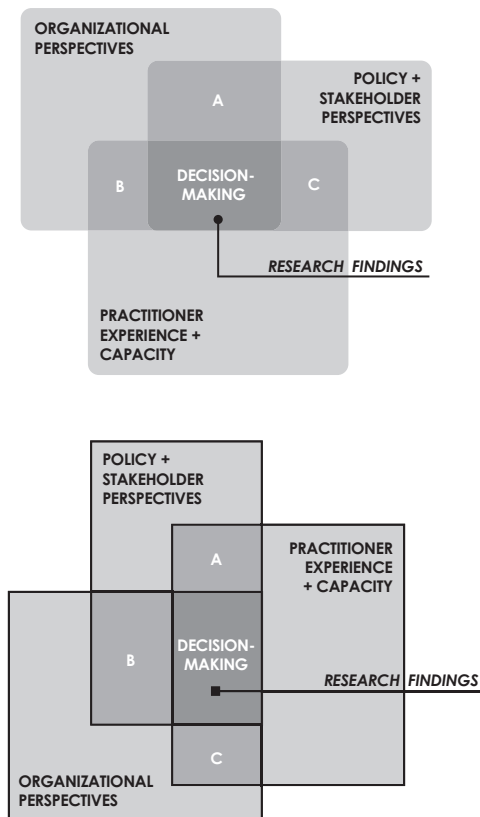 ORGANIZATIONAL
PERSPECTIVES
POLICY +
STAKEHOLDER
PERSPECTIVES
A
B
DECISION-
MAKING
C
RESEARCH FINDINGS
PRACTITIONER
EXPERIENCE +
CAPACITY
POLICY +
STAKEHOLDER
PERSPECTIVES
A
PRACTITIONER
EXPERIENCE
+ CAPACITY
B
DECISION-
MAKING
RESEARCH FINDINGS
C
ORGANIZATIONAL
PERSPECTIVES